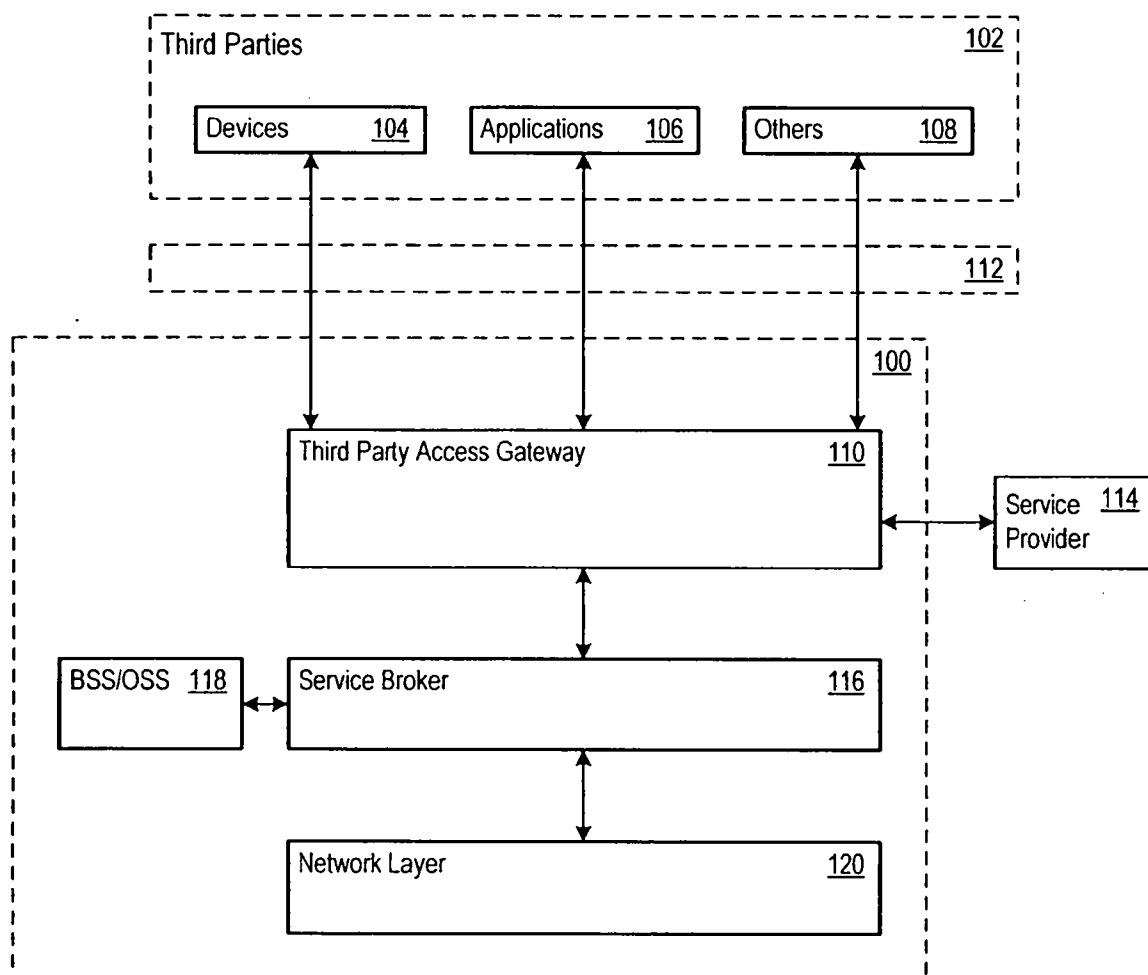 Third Parties 102
Devices 104
Applications 106
Others 108
112
100
Third Party Access Gateway 110
Service 114
Provider
BSS/OSS 118
Service Broker 116
Network Layer 120